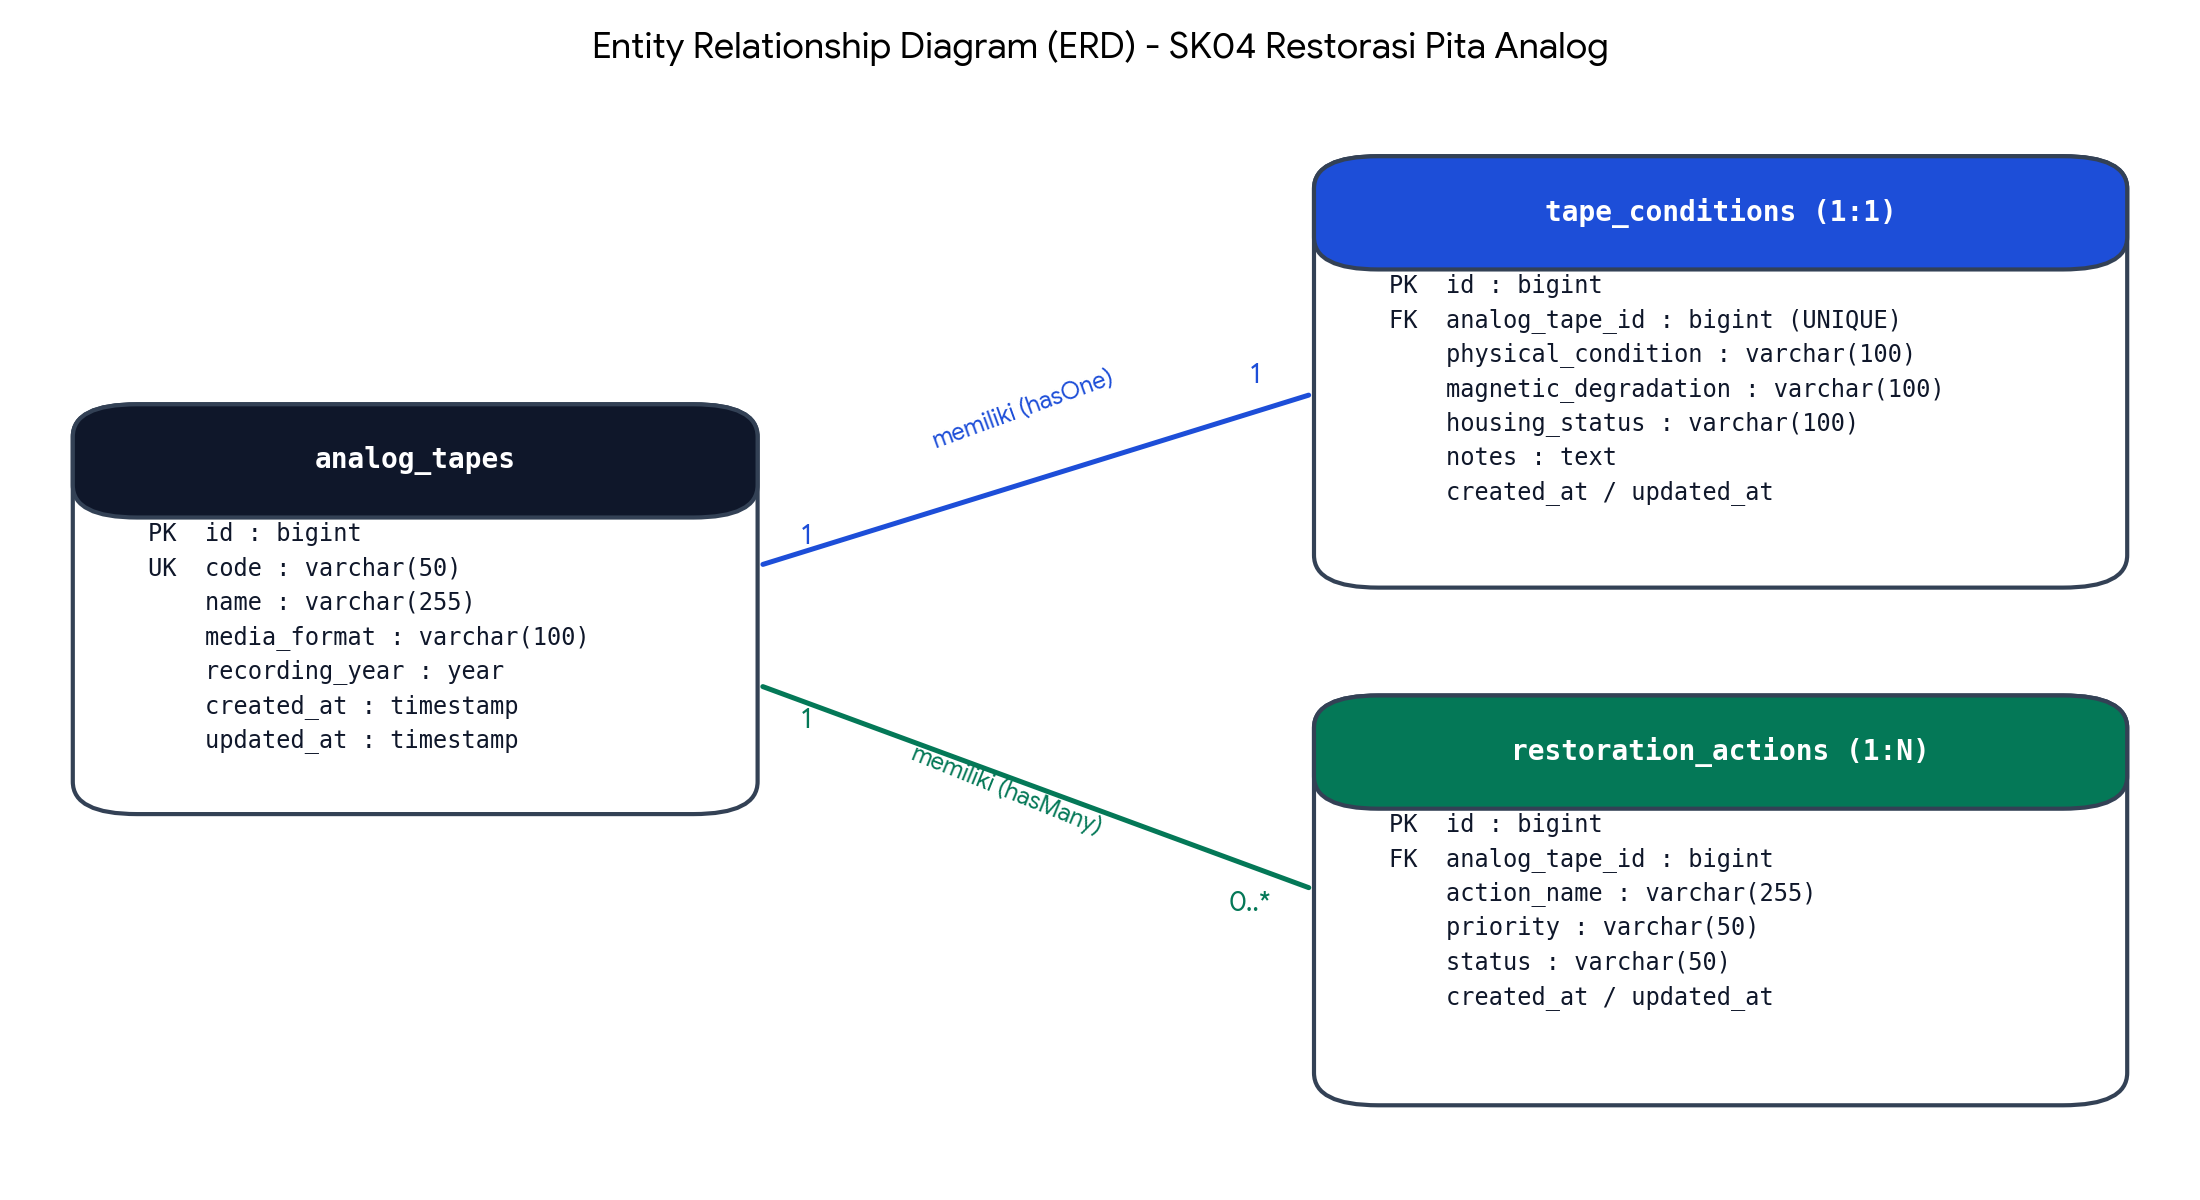 Entity Relationship Diagram (ERD) - SK04 Restorasi Pita Analog
analog_tapes
PK id : bigint
UK code : varchar(50)
name : varchar(255)
media_format : varchar(100)
recording_year : year
created_at : timestamp
updated_at : timestamp
memiliki (hasOne)
1
1
tape_conditions (1:1)
PK id : bigint
FK analog_tape_id : bigint (UNIQUE)
physical_condition : varchar(100)
magnetic_degradation : varchar(100)
housing_status : varchar(100)
notes : text
created_at / updated_at
1
memiliki (hasMany)
0..*
restoration_actions (1:N)
PK id : bigint
FK analog_tape_id : bigint
action_name : varchar(255)
priority : varchar(50)
status : varchar(50)
created_at / updated_at